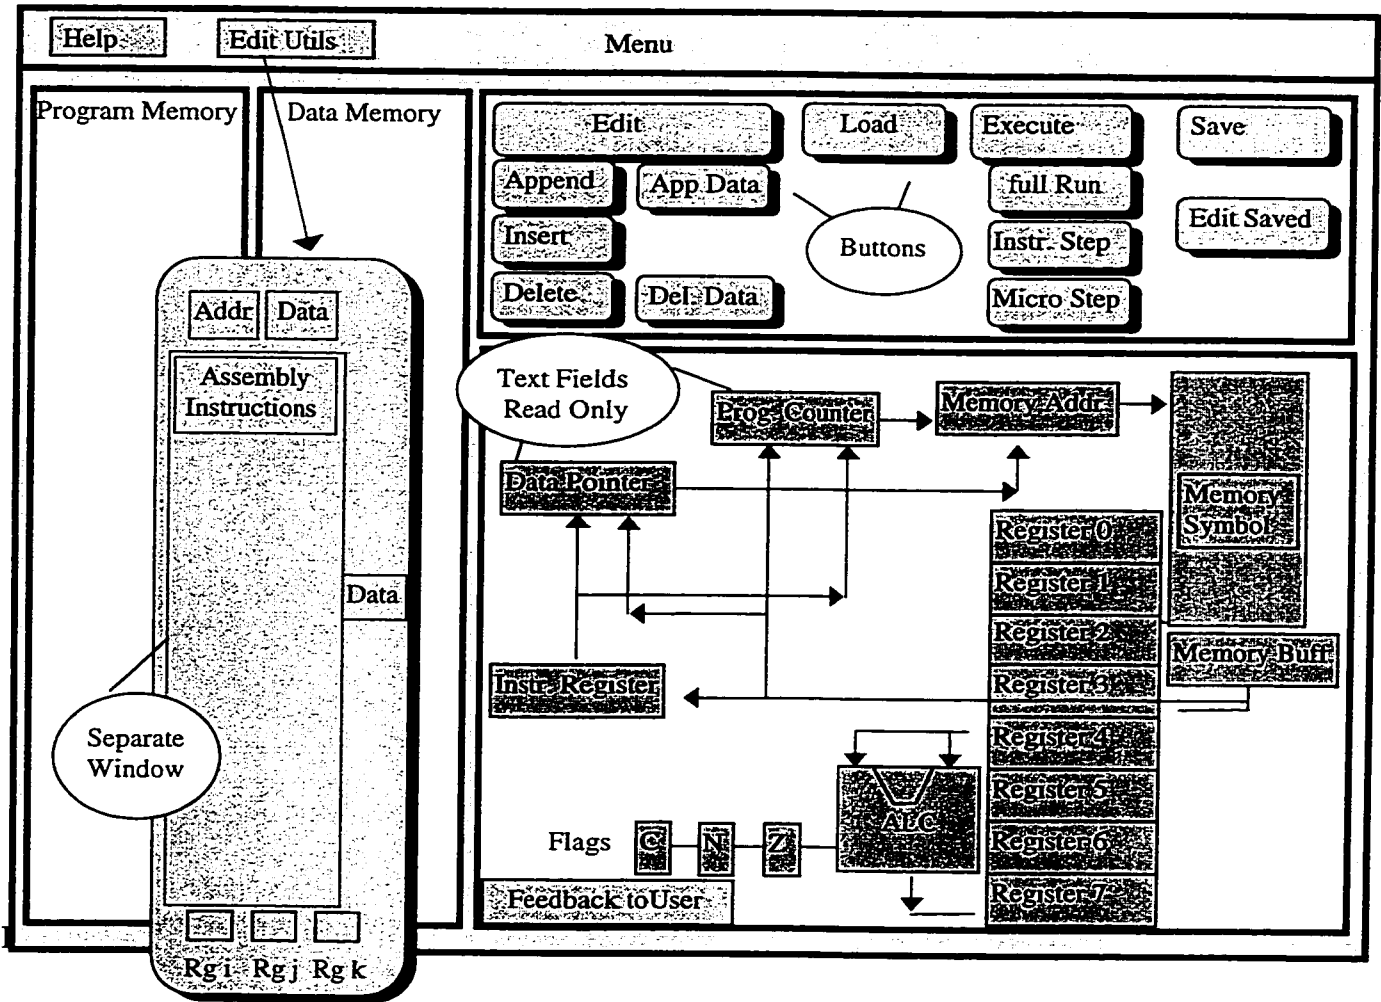 Help
Edit Utils
Menu
Program Memory
Data Memory
Edit
Load
Execute
Save
Append
App Data
full Run
Edit Saved
Insert
Buttons
Instr. Step
Delete
Del. Data
Micro Step
Addr
Data
Assembly
Instructions
Data
Separate
Window
Rg i
Rg j
Rg k
Text Fields
Read Only
Prog. Counter
Memory Addr.
Data Pointer
Memory
Symbol
Register 0
Register 1
Register 2
Register 3
Register 4
Register 5
Register 6
Register 7
Memory Buff
Instr. Register
Flags
C
N
Z
Feedback to User